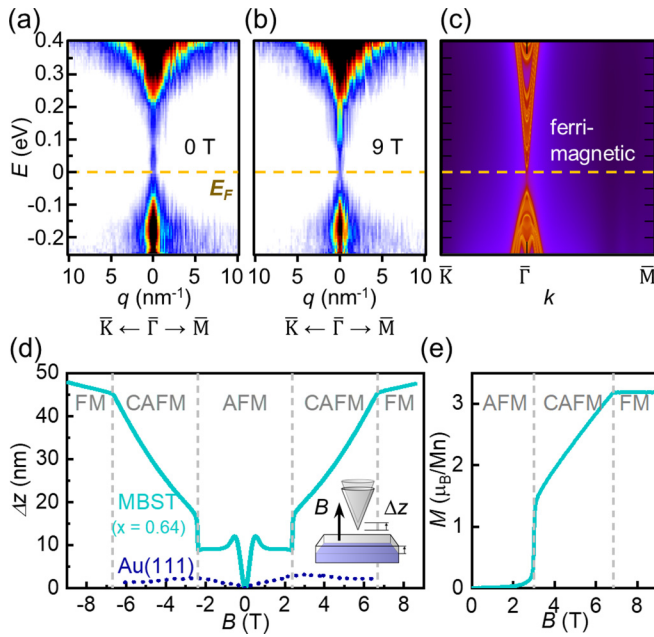 (a)
(b)
(c)
0.4
0.3
0.2
0.1
0
-0.1
-0.2
E (eV)
0 T
E_F
9 T
ferri-
magnetic
10 5 0 5 10
q (nm⁻¹)
K̅ ← Γ̅ → M̅
10 5 0 5 10
q (nm⁻¹)
K̅ ← Γ̅ → M̅
K̅ Γ̅ M̅
k
(d)
(e)
50
40
30
20
10
0
Δz (nm)
FM CAFM AFM CAFM FM
MBST
(x = 0.64)
Au(111)
B
Δz
-8 -6 -4 -2 0 2 4 6 8
B (T)
3
2
1
0
M (μ_B/Mn)
AFM CAFM FM
0 2 4 6 8
B (T)